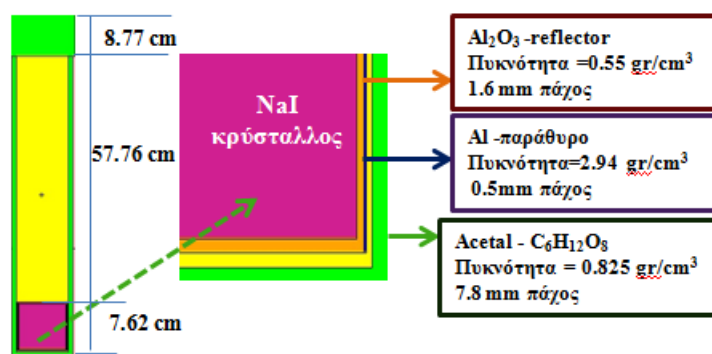 8.77 cm
57.76 cm
7.62 cm
NaI
κρύσταλλος
Al₂O₃ -reflector
Πυκνότητα =0.55 gr/cm³
1.6 mm πάχος
Al -παράθυρο
Πυκνότητα=2.94 gr/cm³
0.5mm πάχος
Acetal - C₆H₁₂O₈
Πυκνότητα = 0.825 gr/cm³
7.8 mm πάχος